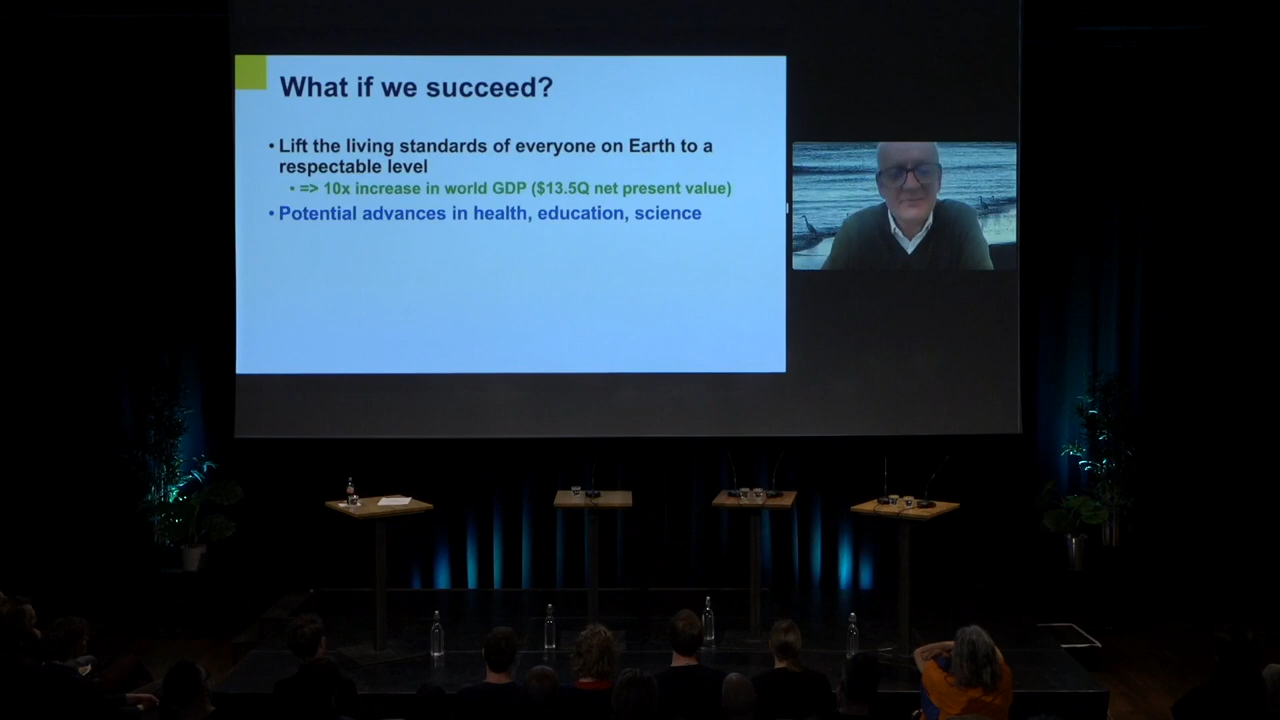 What if we succeed?
• Lift the living standards of everyone on Earth to a
respectable level
• => 10x increase in world GDP ($13.5Q net present value)
• Potential advances in health, education, science